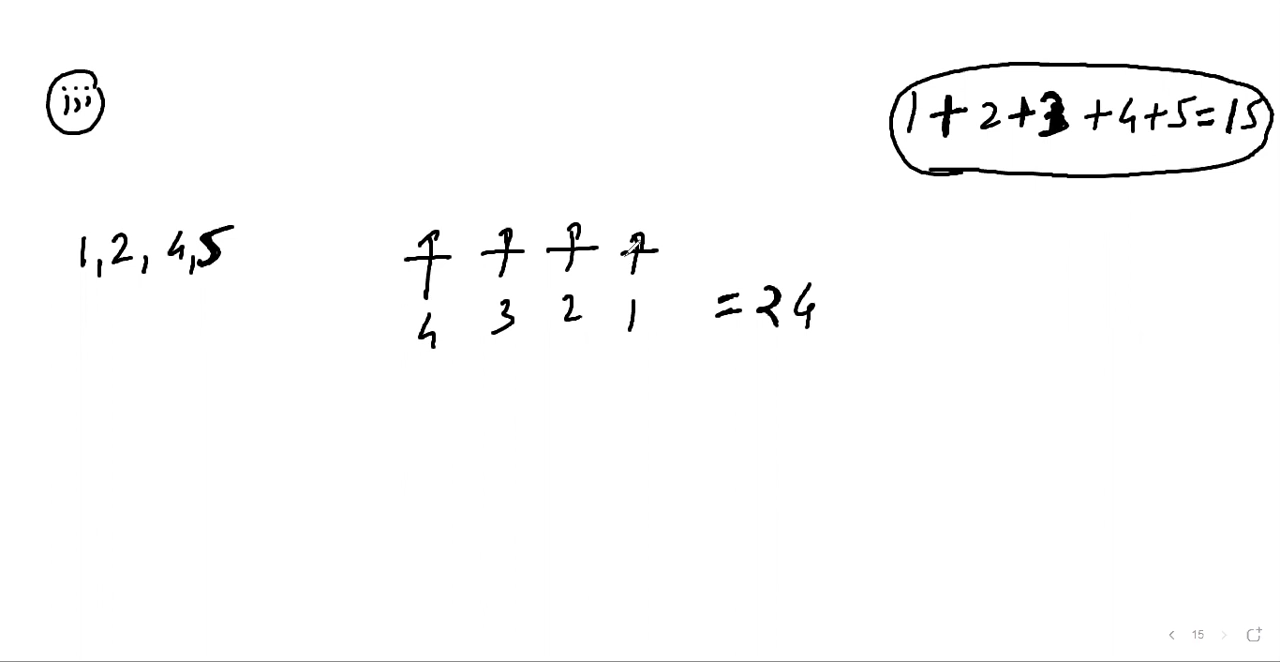 iii
1+2+3+4+5=15
1,2,4,5
4 3 2 1 =24
< 15 >